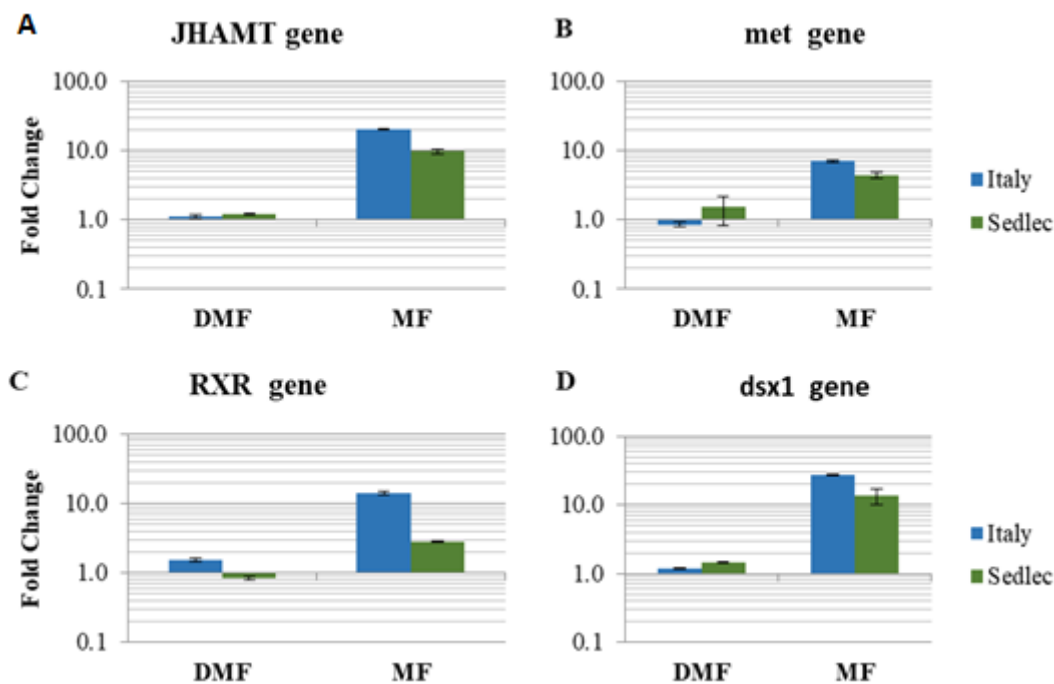 A JHAMT gene
B met gene
Fold Change
100.0
10.0
1.0
0.1
DMF MF
100.0
10.0
1.0
0.1
DMF MF
Italy
Sedlec
C RXR gene
D dsx1 gene
Fold Change
100.0
10.0
1.0
0.1
DMF MF
100.0
10.0
1.0
0.1
DMF MF
Italy
Sedlec